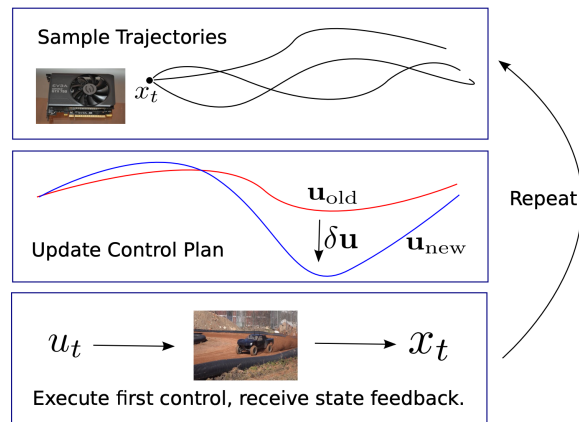 Sample Trajectories
x_t
Repeat
u_old
δu
u_new
Update Control Plan
u_t
x_t
Execute first control, receive state feedback.